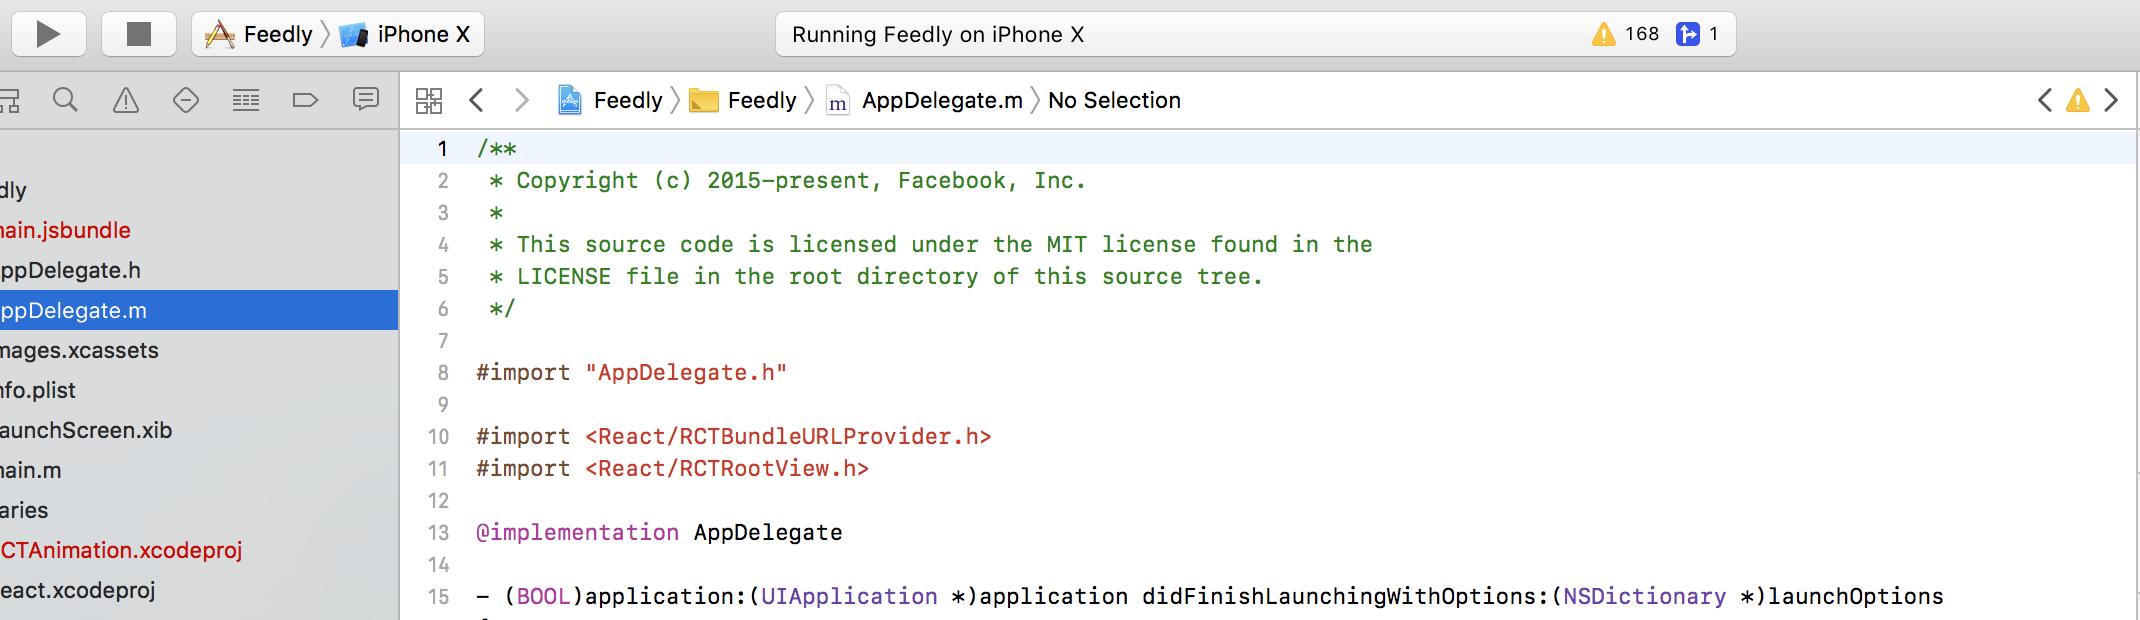 Feedly iPhone X
Running Feedly on iPhone X 168 1
Feedly Feedly m AppDelegate.m No Selection
dly
ain.jsbundle
ppDelegate.h
ppDelegate.m
mages.xcassets
nfo.plist
aunchScreen.xib
ain.m
aries
CTAnimation.xcodeproj
eact.xcodeproj
1 /**
2 * Copyright (c) 2015-present, Facebook, Inc.
3 *
4 * This source code is licensed under the MIT license found in the
5 * LICENSE file in the root directory of this source tree.
6 */
7
8 #import "AppDelegate.h"
9
10 #import <React/RCTBundleURLProvider.h>
11 #import <React/RCTRootView.h>
12
13 @implementation AppDelegate
14
15 - (BOOL)application:(UIApplication *)application didFinishLaunchingWithOptions:(NSDictionary *)launchOptions